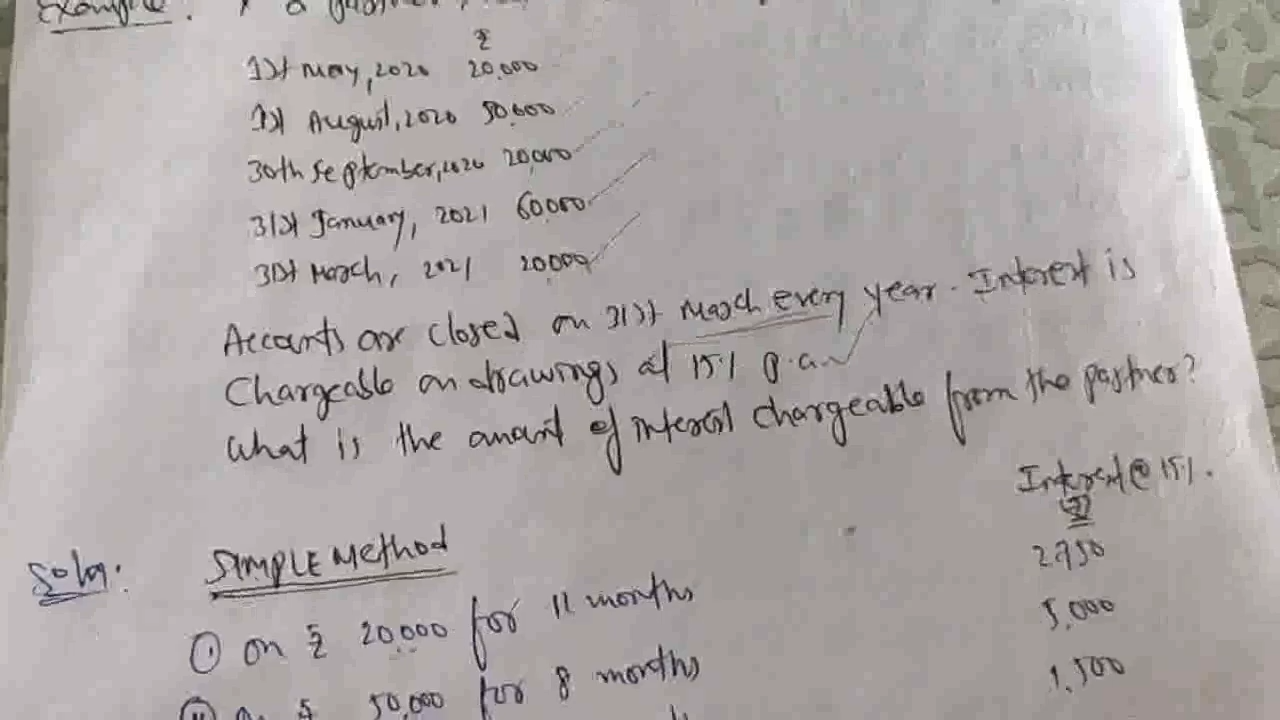 Example:
₹
1st May, 2020 20,000
1st August, 2020 50,000
30th September, 2020 20,000
31st January, 2021 60,000
31st March, 2021 20,000
Accounts are closed on 31st March every year. Interest is
Chargeable on drawings at 15% p.a.
What is the amount of interest chargeable from the partner?
Interest @ 15%.
(₹)
Soln: SIMPLE Method
(i) on ₹ 20,000 for 11 months 2,750
(ii) on ₹ 50,000 for 8 months 5,000
1,500